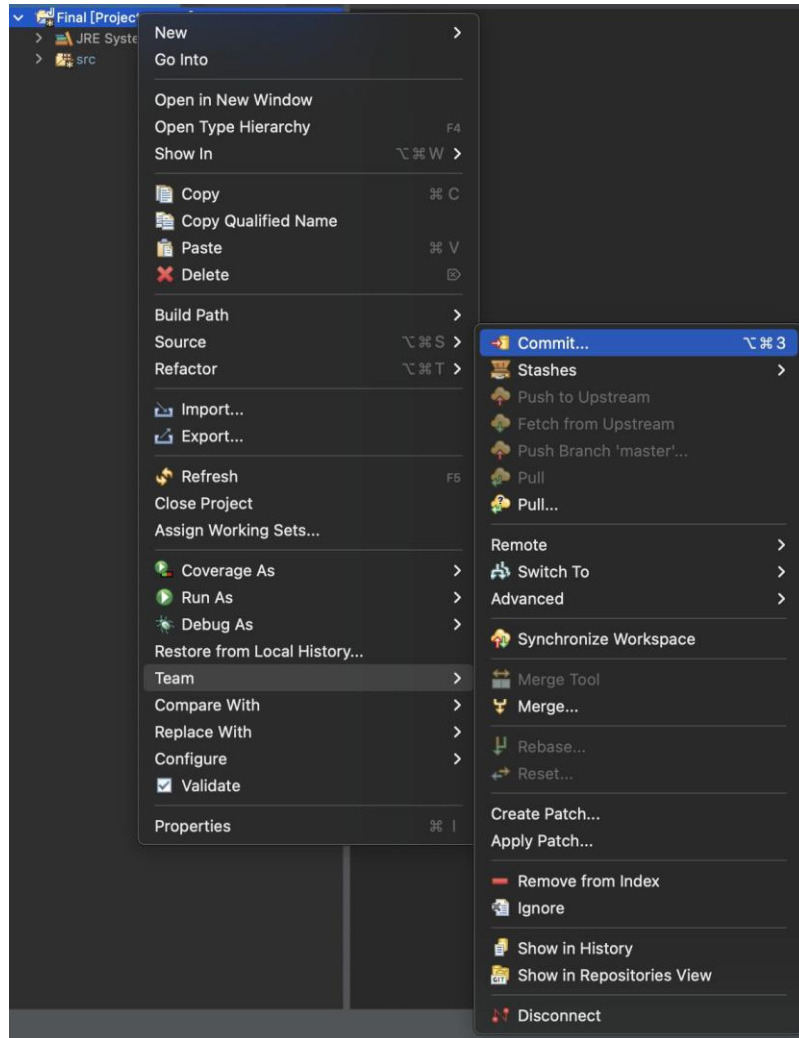 Final [Project
JRE Syste
src
New
Go Into
Open in New Window
Open Type Hierarchy F4
Show In ⌥⌘W
Copy ⌘C
Copy Qualified Name
Paste ⌘V
Delete ⌦
Build Path
Source ⌥⌘S
Refactor ⌥⌘T
Import...
Export...
Refresh F5
Close Project
Assign Working Sets...
Coverage As
Run As
Debug As
Restore from Local History...
Team
Compare With
Replace With
Configure
Validate
Properties ⌘I
Commit... ⌥⌘3
Stashes
Push to Upstream
Fetch from Upstream
Push Branch 'master'...
Pull
Pull...
Remote
Switch To
Advanced
Synchronize Workspace
Merge Tool
Merge...
Rebase...
Reset...
Create Patch...
Apply Patch...
Remove from Index
Ignore
Show in History
Show in Repositories View
Disconnect